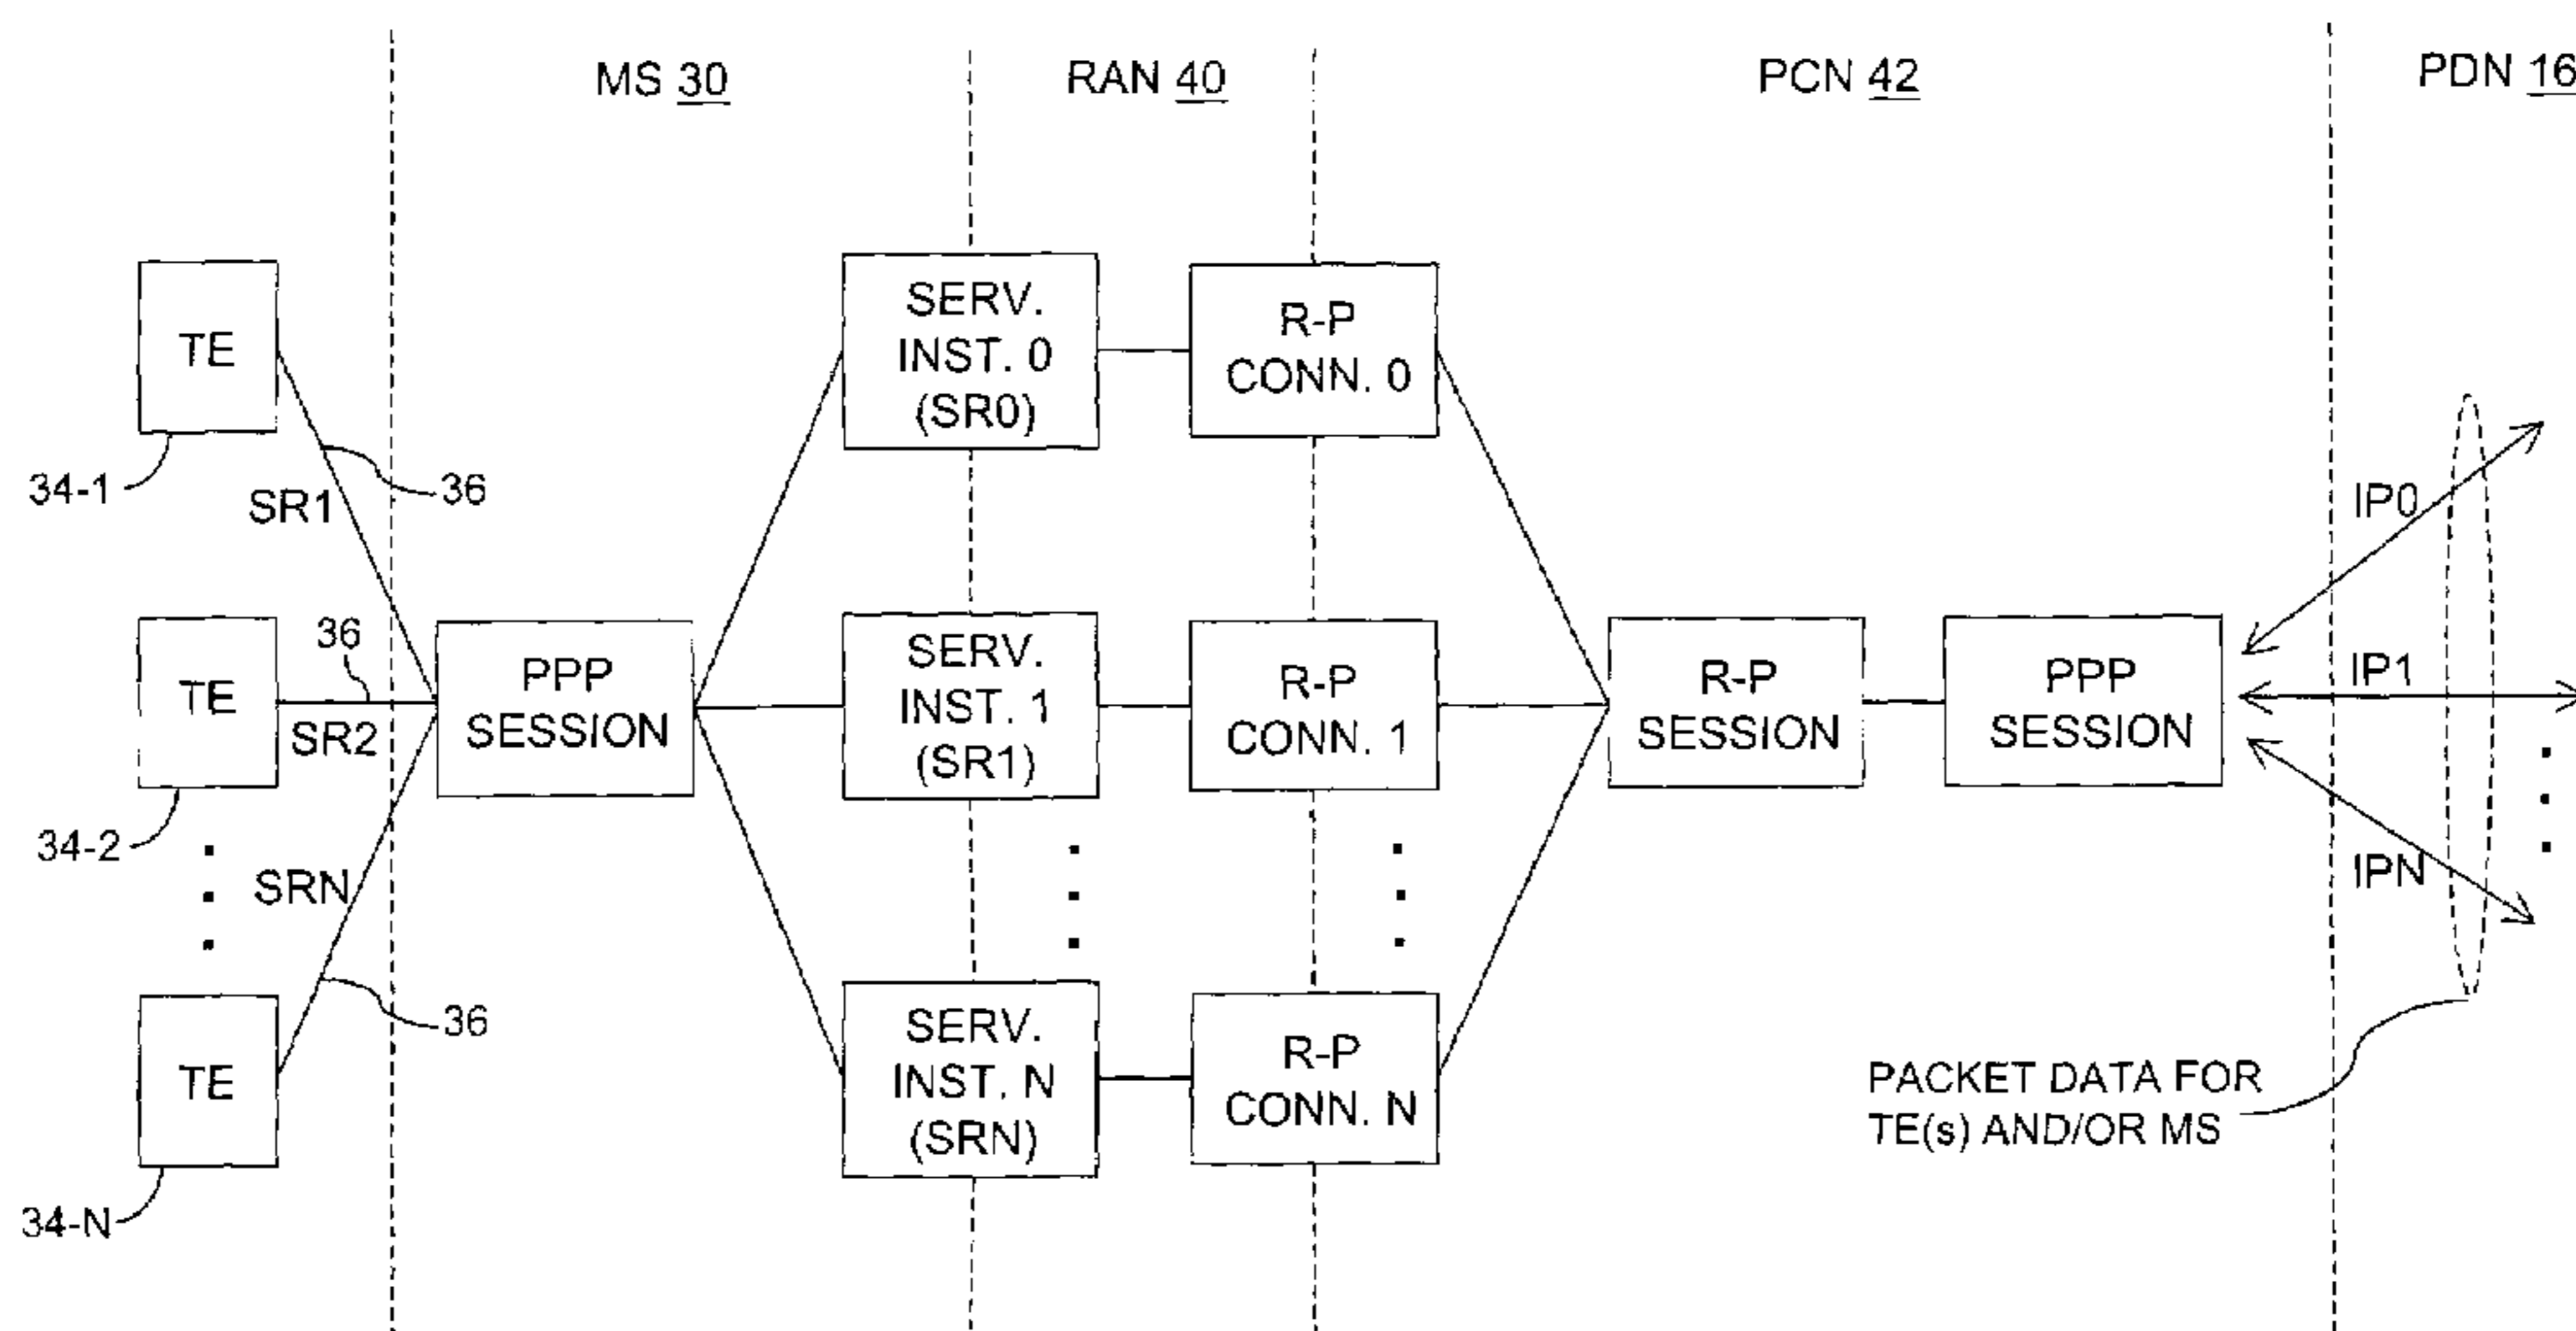 MS 30
RAN 40
PCN 42
PDN 16
TE
34-1
SR1
36
TE
34-2
36
SR2
SRN
TE
34-N
36
PPP
SESSION
SERV.
INST. 0
(SR0)
R-P
CONN. 0
SERV.
INST. 1
(SR1)
R-P
CONN. 1
SERV.
INST. N
(SRN)
R-P
CONN. N
R-P
SESSION
PPP
SESSION
IP0
IP1
IPN
PACKET DATA FOR
TE(s) AND/OR MS